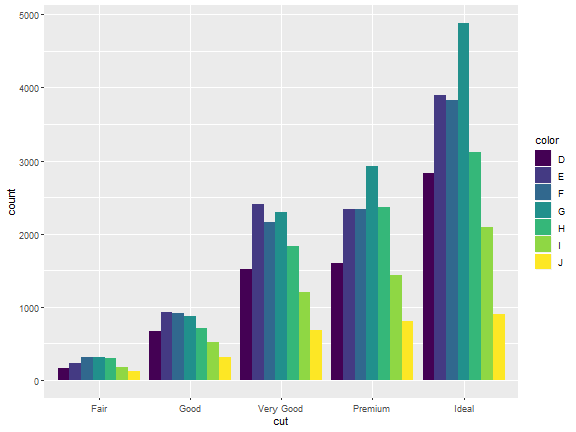 5000
4000
3000
2000
1000
0
count
Fair Good Very Good Premium Ideal
cut
color
D
E
F
G
H
I
J